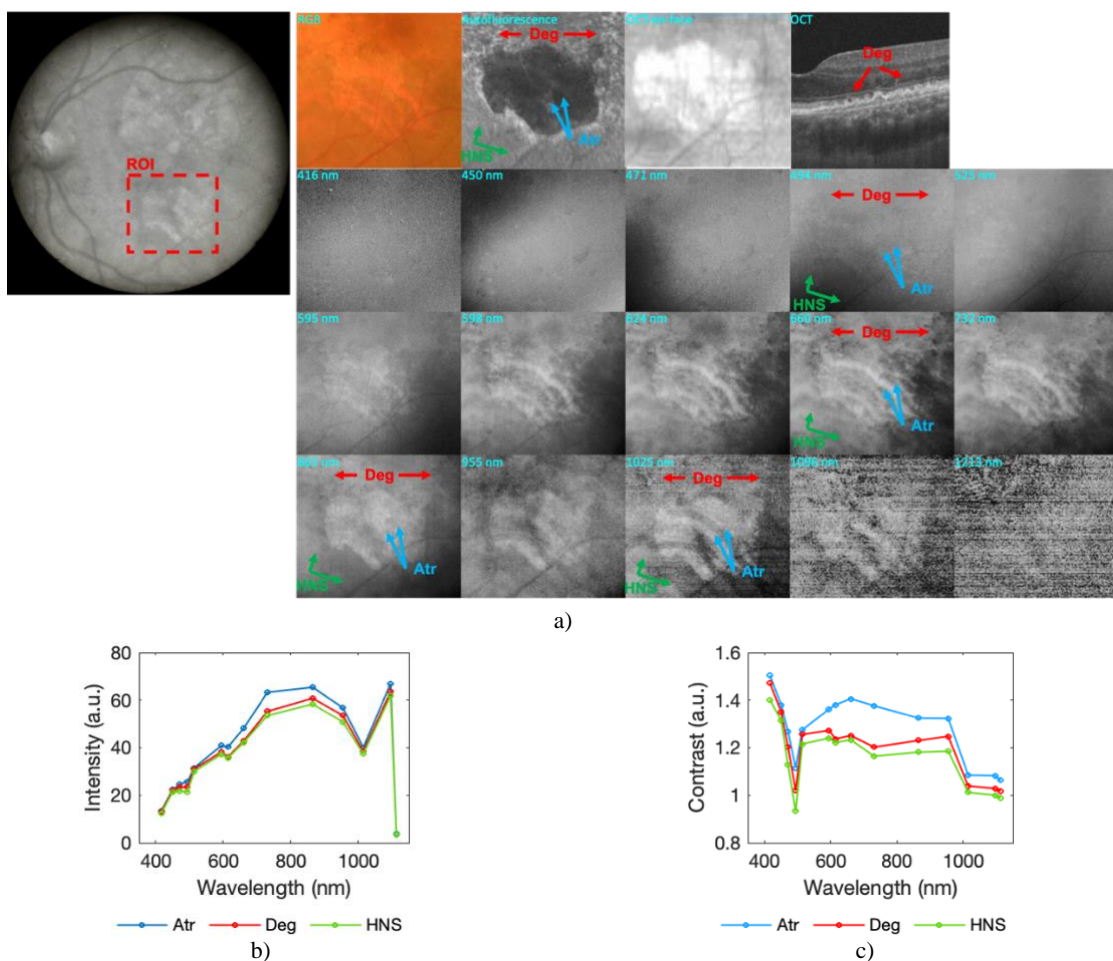 ROI
RGB
Autofluorescence
OCT en-face
OCT
Deg
Deg
Atr
HNS
416 nm
450 nm
471 nm
494 nm
525 nm
Deg
Atr
HNS
595 nm
598 nm
624 nm
660 nm
732 nm
Deg
Atr
HNS
nm
955 nm
1025 nm
1096 nm
1213 nm
Deg
Deg
Atr
Atr
HNS
HNS
a)
80
60
40
20
0
Intensity (a.u.)
400
600
800
1000
Wavelength (nm)
Atr
Deg
HNS
b)
1.6
1.4
1.2
1
0.8
Contrast (a.u.)
400
600
800
1000
Wavelength (nm)
Atr
Deg
HNS
c)